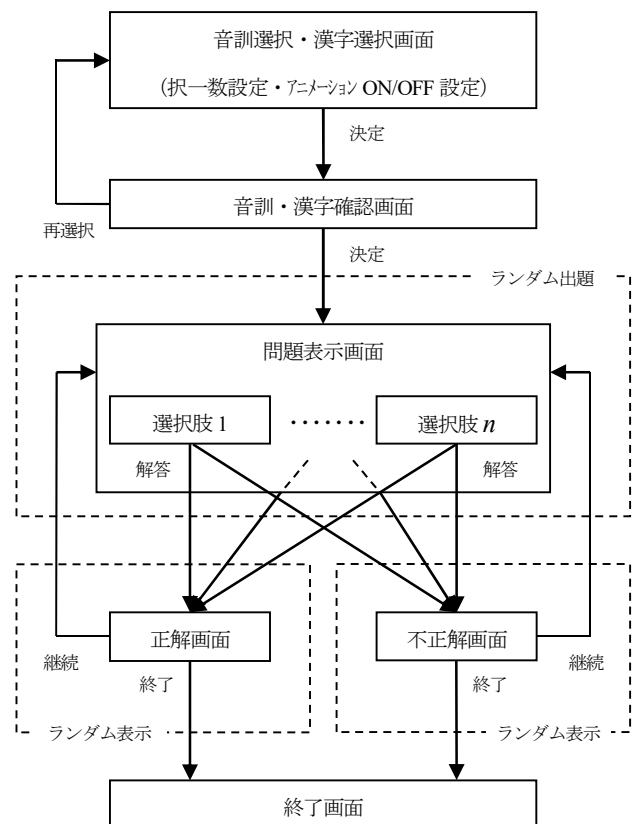 音訓選択・漢字選択画面
（択一数設定・アニメーション ON/OFF 設定）
決定
音訓・漢字確認画面
再選択
決定
ランダム出題
問題表示画面
選択肢 1
・・・・・・・
選択肢 n
解答
解答
正解画面
不正解画面
継続
継続
終了
終了
ランダム表示
ランダム表示
終了画面